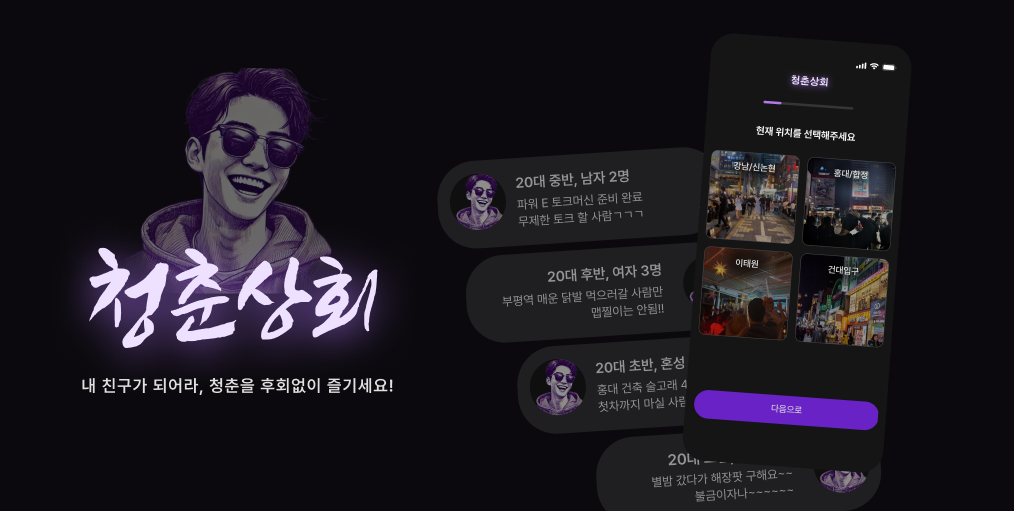 청춘상회
내 친구가 되어라, 청춘을 후회없이 즐기세요!
20대 중반, 남자 2명
파워 E 토크머신 준비 완료
무제한 토크 할 사람ㄱㄱㄱ
20대 후반, 여자 3명
부평역 매운 닭발 먹으러갈 사람만
맵찔이는 안됨!!
20대 초반, 혼성
홍대 건축 술고래 4
첫차까지 마실 사람
20대
별밤 갔다가 해장팟 구해요~~
불금이자나~~~~~~
청춘상회
현재 위치를 선택해주세요
강남/신논현
홍대/합정
이태원
건대입구
다음으로